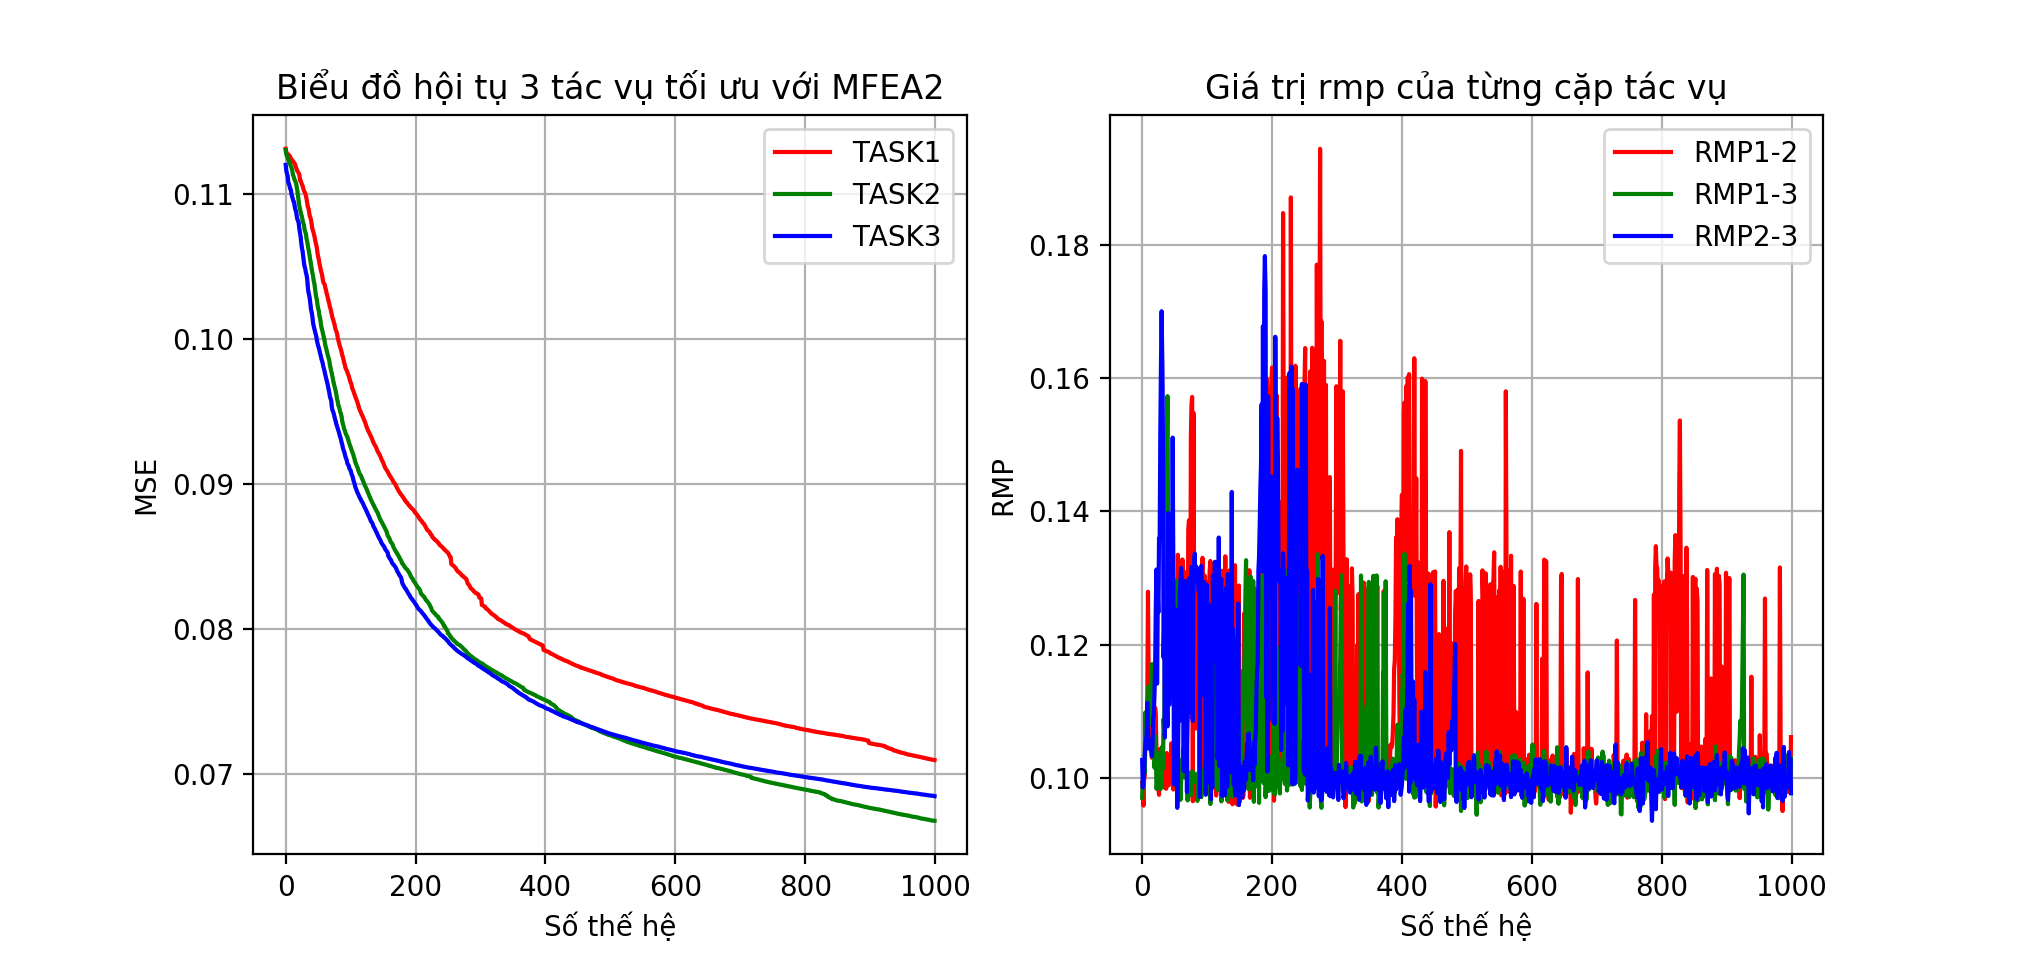 Biểu đồ hội tụ 3 tác vụ tối ưu với MFEA2
TASK1
TASK2
TASK3
0.11
0.10
0.09
0.08
0.07
MSE
0 200 400 600 800 1000
Số thế hệ
Giá trị rmp của từng cặp tác vụ
RMP1-2
RMP1-3
RMP2-3
0.18
0.16
0.14
0.12
0.10
RMP
0 200 400 600 800 1000
Số thế hệ